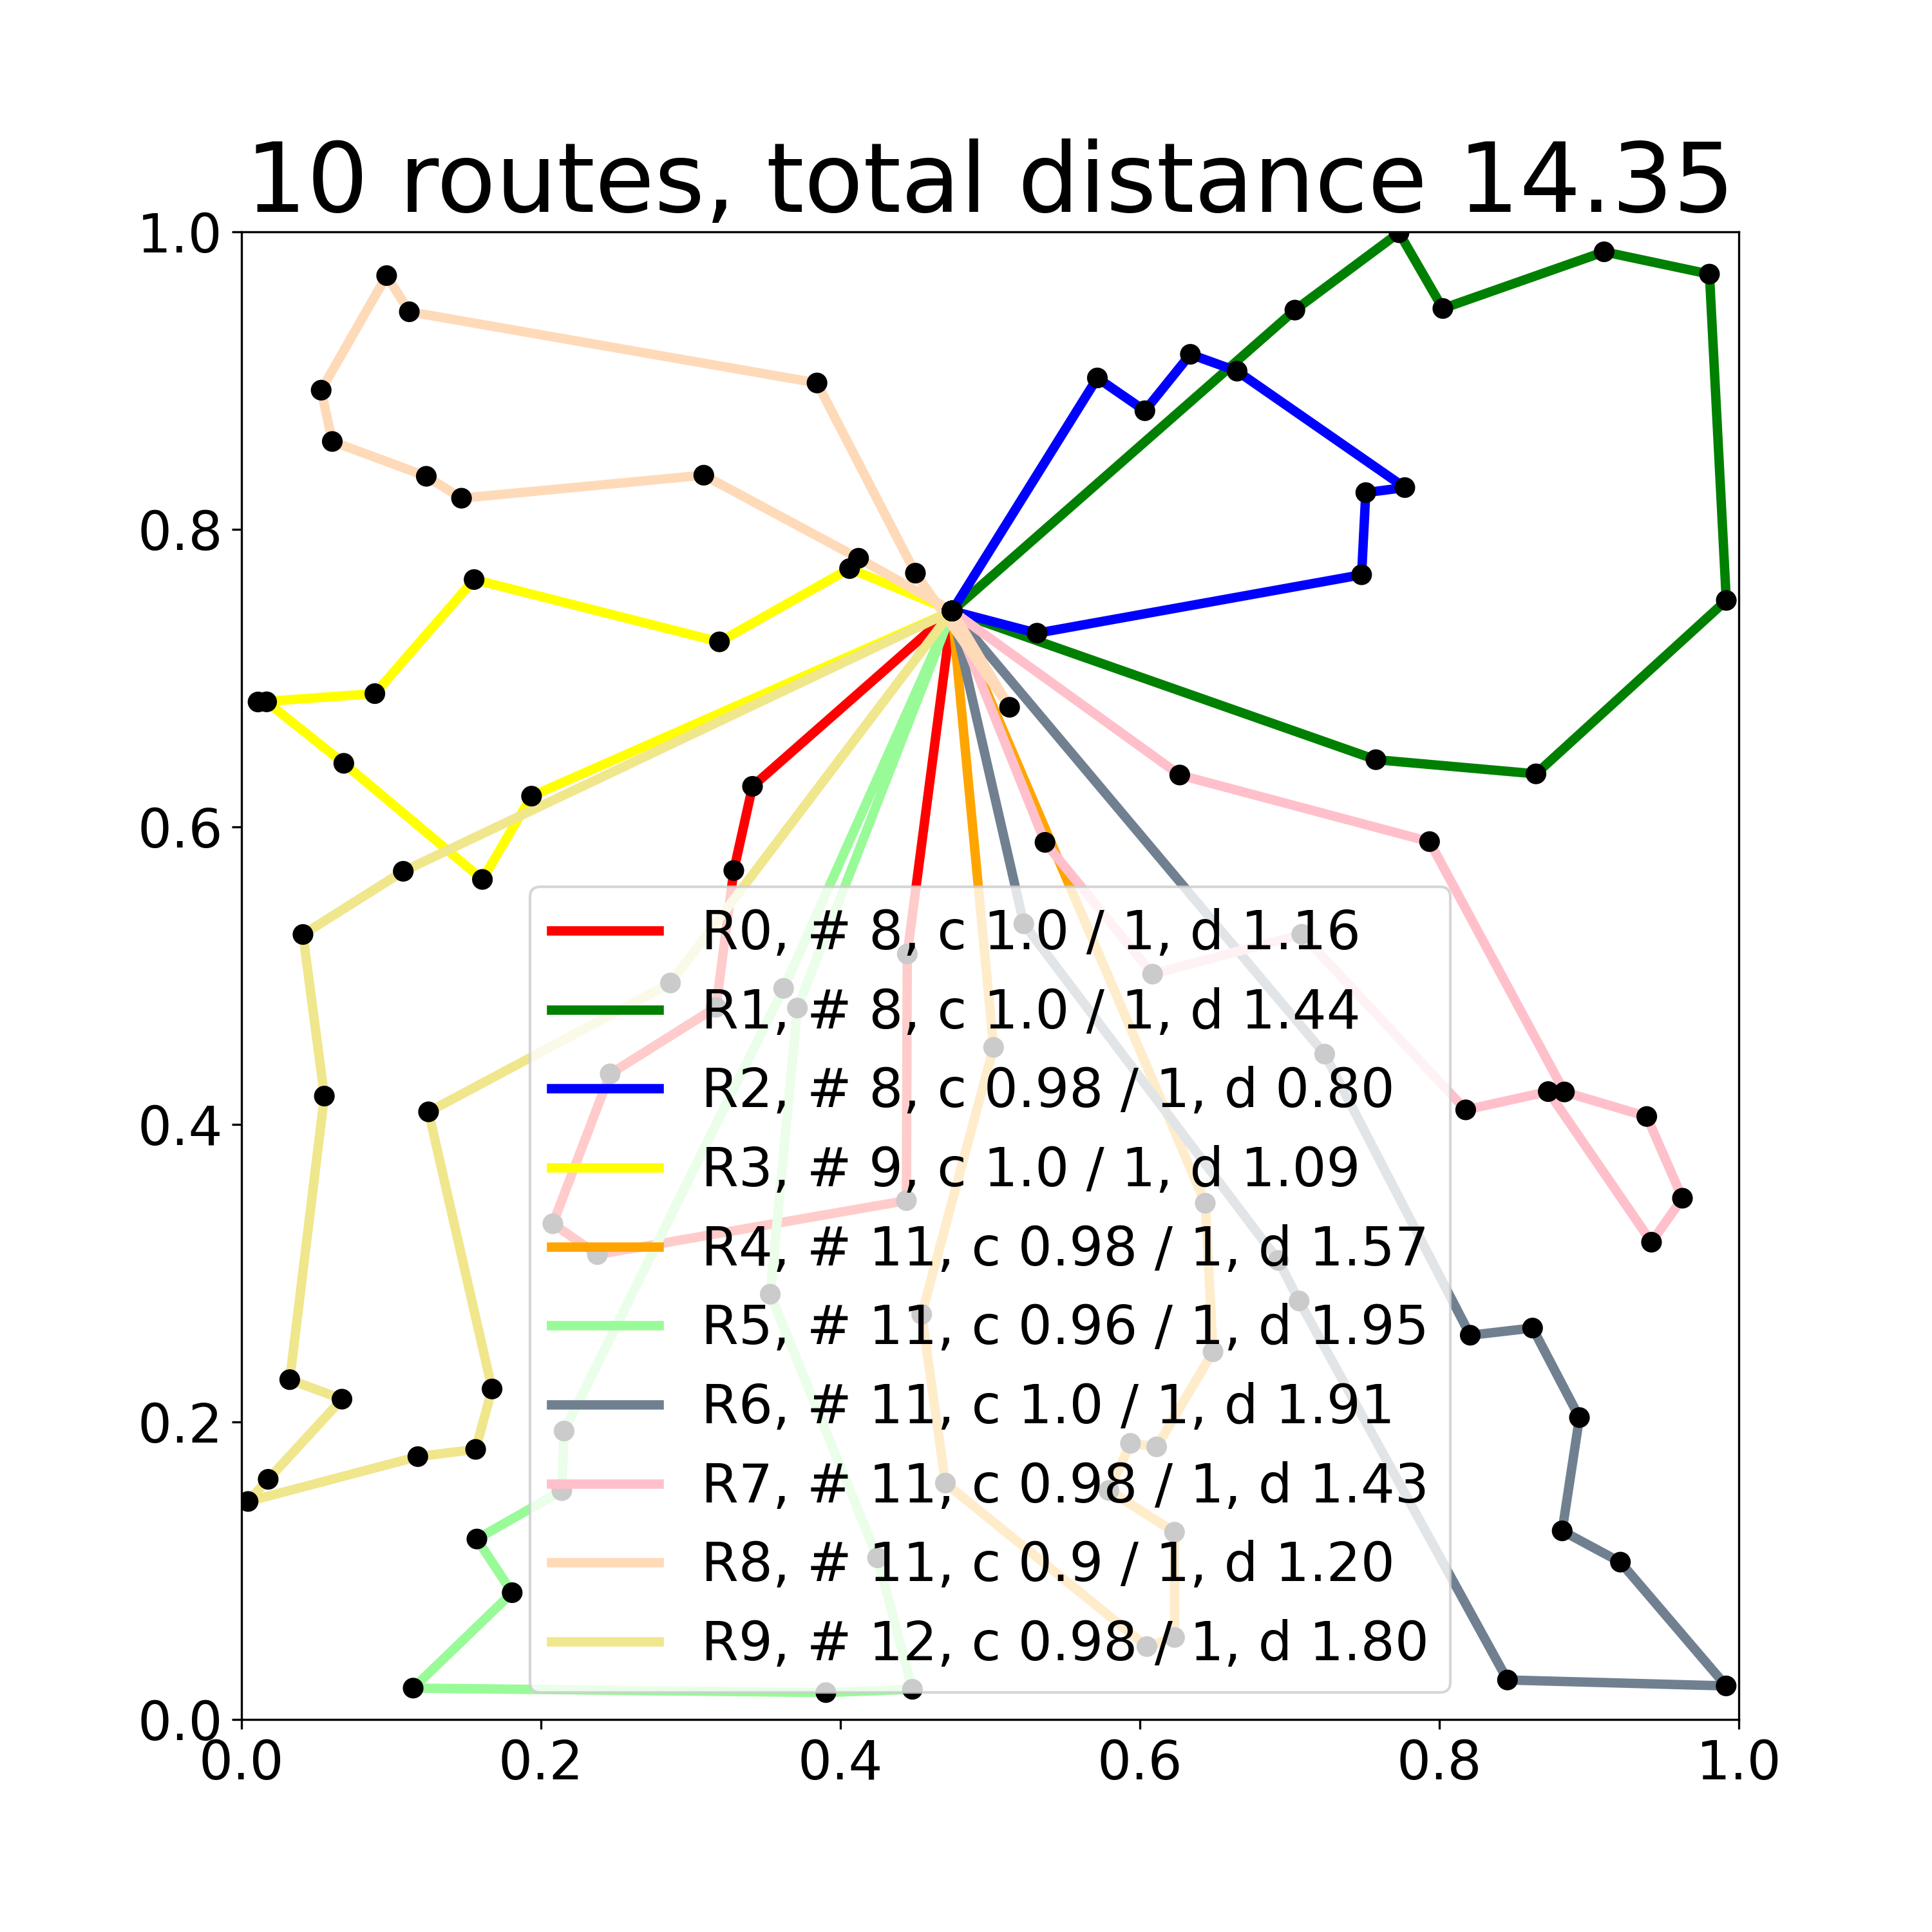 10 routes, total distance 14.35
1.0
0.8
0.6
0.4
0.2
0.0
R0, # 8, c 1.0 / 1, d 1.16
R1, # 8, c 1.0 / 1, d 1.44
R2, # 8, c 0.98 / 1, d 0.80
R3, # 9, c 1.0 / 1, d 1.09
R4, # 11, c 0.98 / 1, d 1.57
R5, # 11, c 0.96 / 1, d 1.95
R6, # 11, c 1.0 / 1, d 1.91
R7, # 11, c 0.98 / 1, d 1.43
R8, # 11, c 0.9 / 1, d 1.20
R9, # 12, c 0.98 / 1, d 1.80
0.0 0.2 0.4 0.6 0.8 1.0